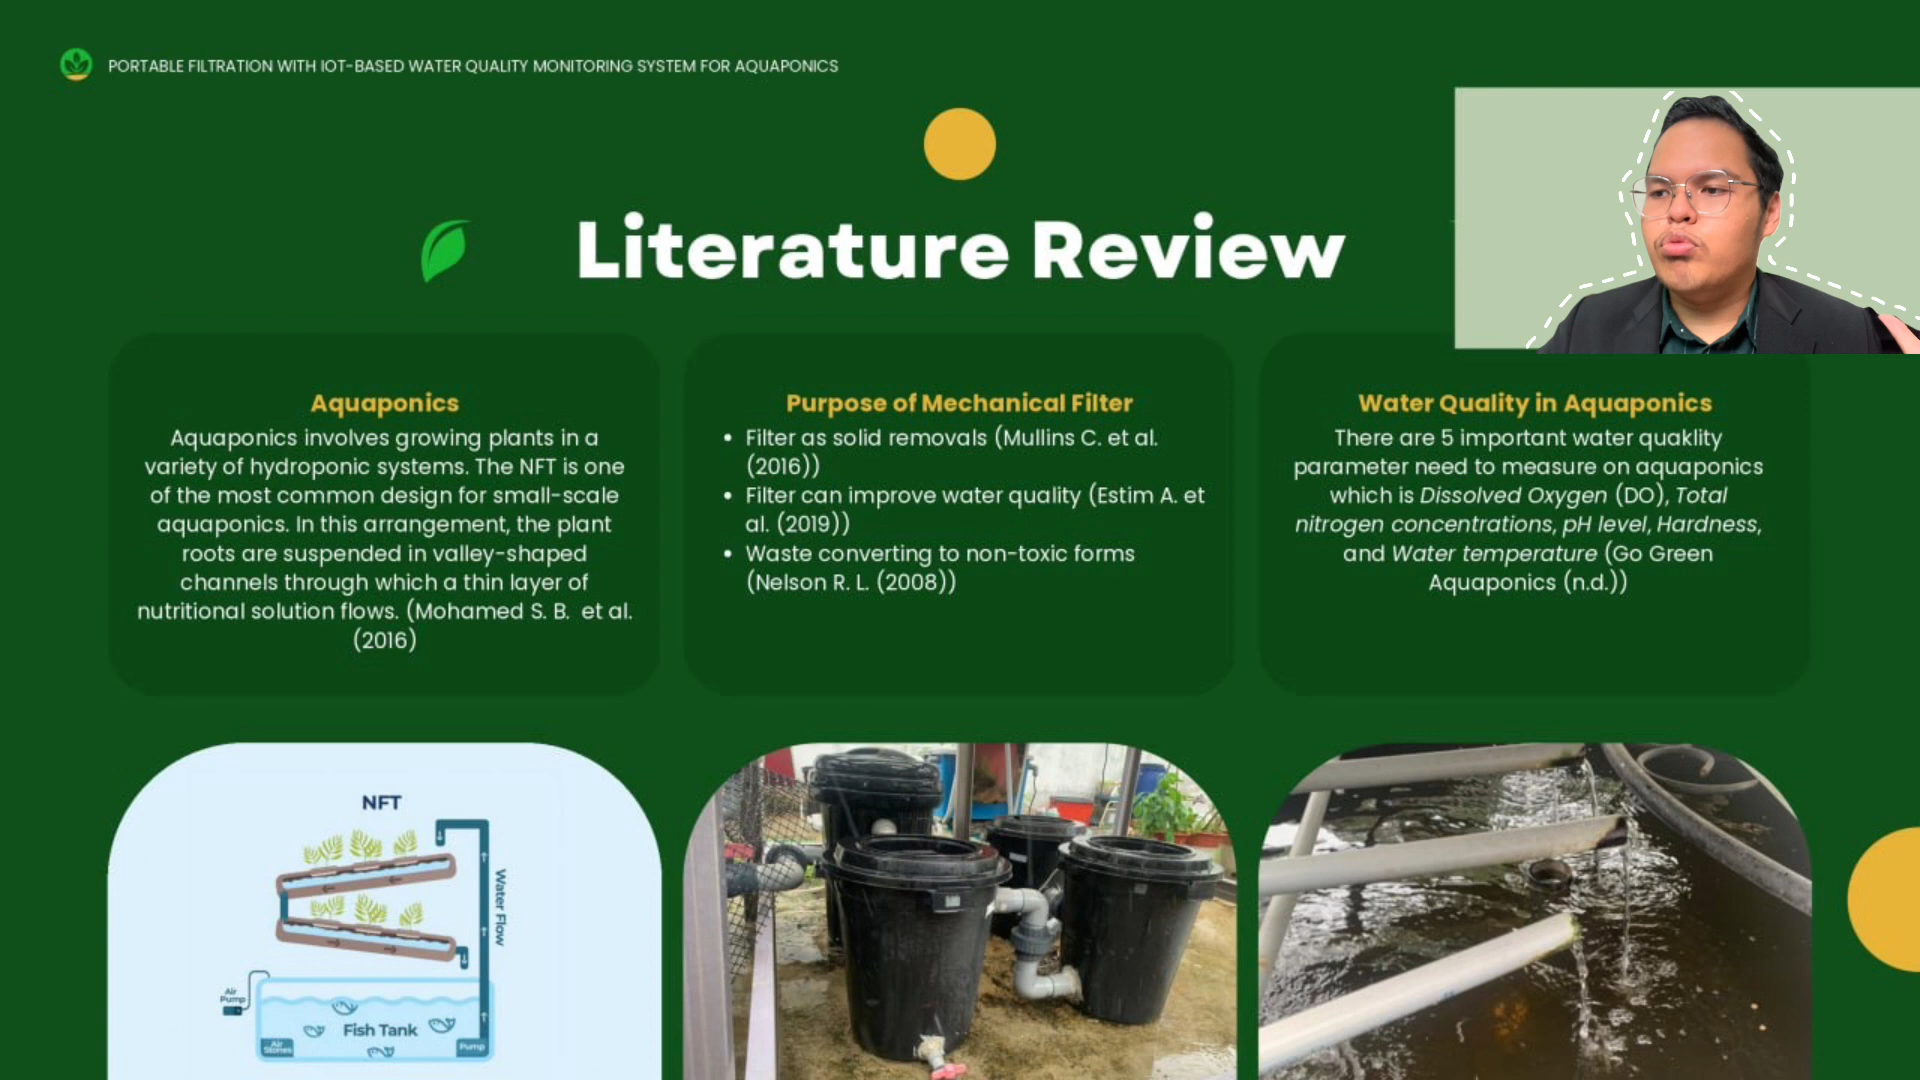 PORTABLE FILTRATION WITH IOT-BASED WATER QUALITY MONITORING SYSTEM FOR AQUAPONICS
Literature Review
Aquaponics
Aquaponics involves growing plants in a
variety of hydroponic systems. The NFT is one
of the most common design for small-scale
aquaponics. In this arrangement, the plant
roots are suspended in valley-shaped
channels through which a thin layer of
nutritional solution flows. (Mohamed S. B. et al.
(2016)
Purpose of Mechanical Filter
• Filter as solid removals (Mullins C. et al.
(2016))
• Filter can improve water quality (Estim A. et
al. (2019))
• Waste converting to non-toxic forms
(Nelson R. L. (2008))
Water Quality in Aquaponics
There are 5 important water quaklity
parameter need to measure on aquaponics
which is Dissolved Oxygen (DO), Total
nitrogen concentrations, pH level, Hardness,
and Water temperature (Go Green
Aquaponics (n.d.))
NFT
Water Flow
Air
Pump
Fish Tank
Air
Stones
Pump